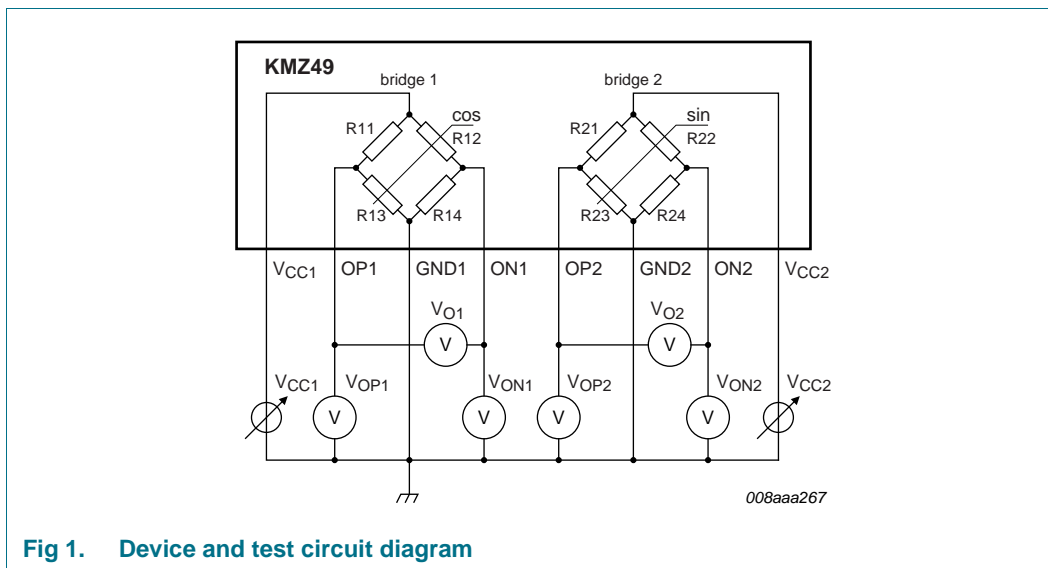 KMZ49
bridge 1
bridge 2
cos
sin
R11
R12
R21
R22
R13
R14
R23
R24
VCC1
OP1
GND1
ON1
OP2
GND2
ON2
VCC2
VO1
VO2
V
V
VCC1
VOP1
VON1
VOP2
VON2
VCC2
V
V
V
V
008aaa267
Fig 1. Device and test circuit diagram